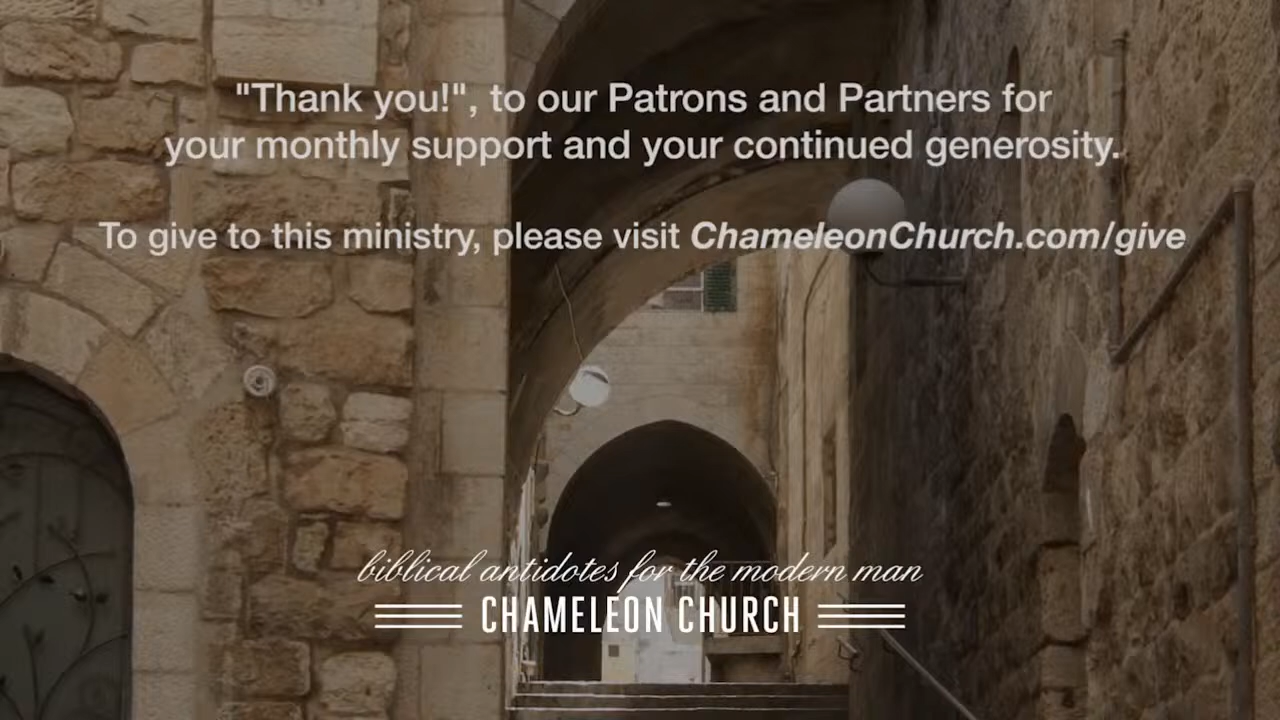 "Thank you!", to our Patrons and Partners for
your monthly support and your continued generosity.
To give to this ministry, please visit ChameleonChurch.com/give
biblical antidotes for the modern man
CHAMELEON CHURCH